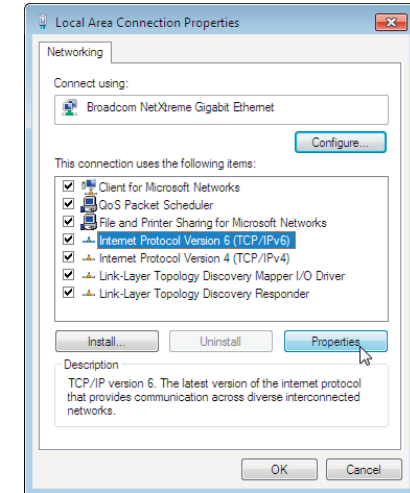 Local Area Connection Properties
Networking
Connect using:
Broadcom NetXtreme Gigabit Ethernet
Configure...
This connection uses the following items:
Client for Microsoft Networks
QoS Packet Scheduler
File and Printer Sharing for Microsoft Networks
Internet Protocol Version 6 (TCP/IPv6)
Internet Protocol Version 4 (TCP/IPv4)
Link-Layer Topology Discovery Mapper I/O Driver
Link-Layer Topology Discovery Responder
Install... Uninstall Properties
Description
TCP/IP version 6. The latest version of the internet protocol
that provides communication across diverse interconnected
networks.
OK Cancel